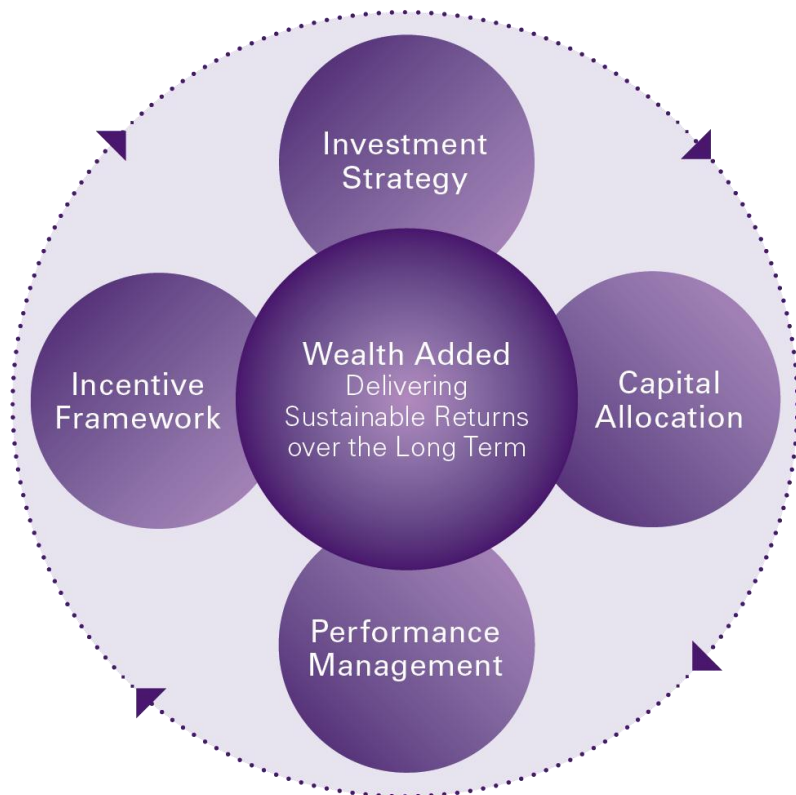 Investment
Strategy
Incentive
Framework
Wealth Added
Delivering
Sustainable Returns
over the Long Term
Capital
Allocation
Performance
Management